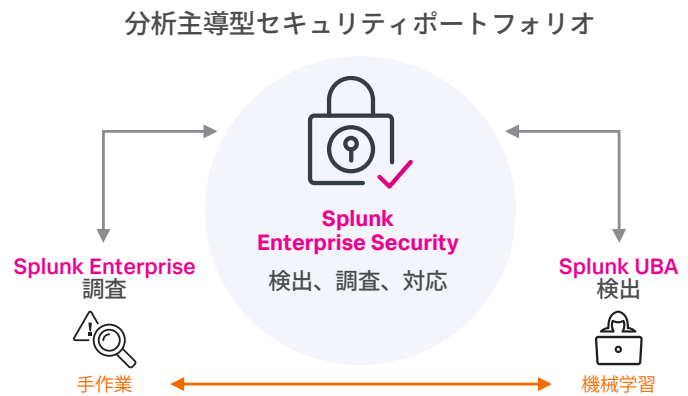 分析主導型セキュリティポートフォリオ
Splunk
Enterprise Security
検出、調査、対応
Splunk Enterprise
調査
手作業
Splunk UBA
検出
機械学習